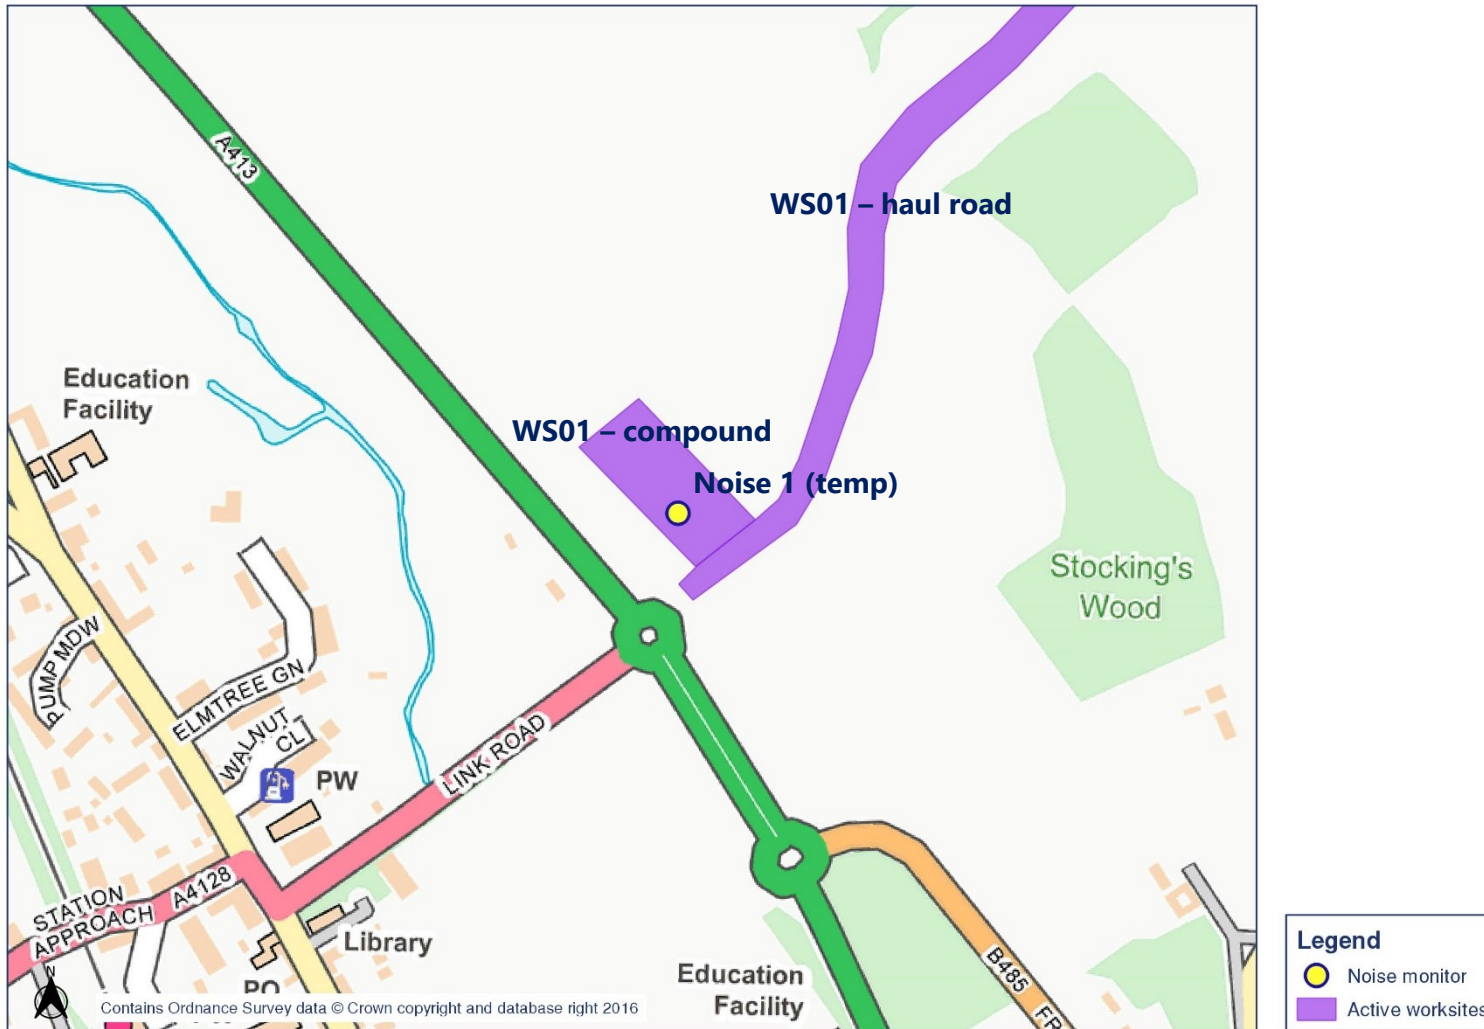 A413
WS01 – haul road
Education
Facility
WS01 – compound
Noise 1 (temp)
Stocking's
Wood
PUMP MDW
ELMTREE GN
WALNUT
CL
PW
LINK ROAD
STATION
APPROACH
A4128
Library
PO
Education
Facility
B485
FR
N
Contains Ordnance Survey data © Crown copyright and database right 2016
Legend
Noise monitor
Active worksites